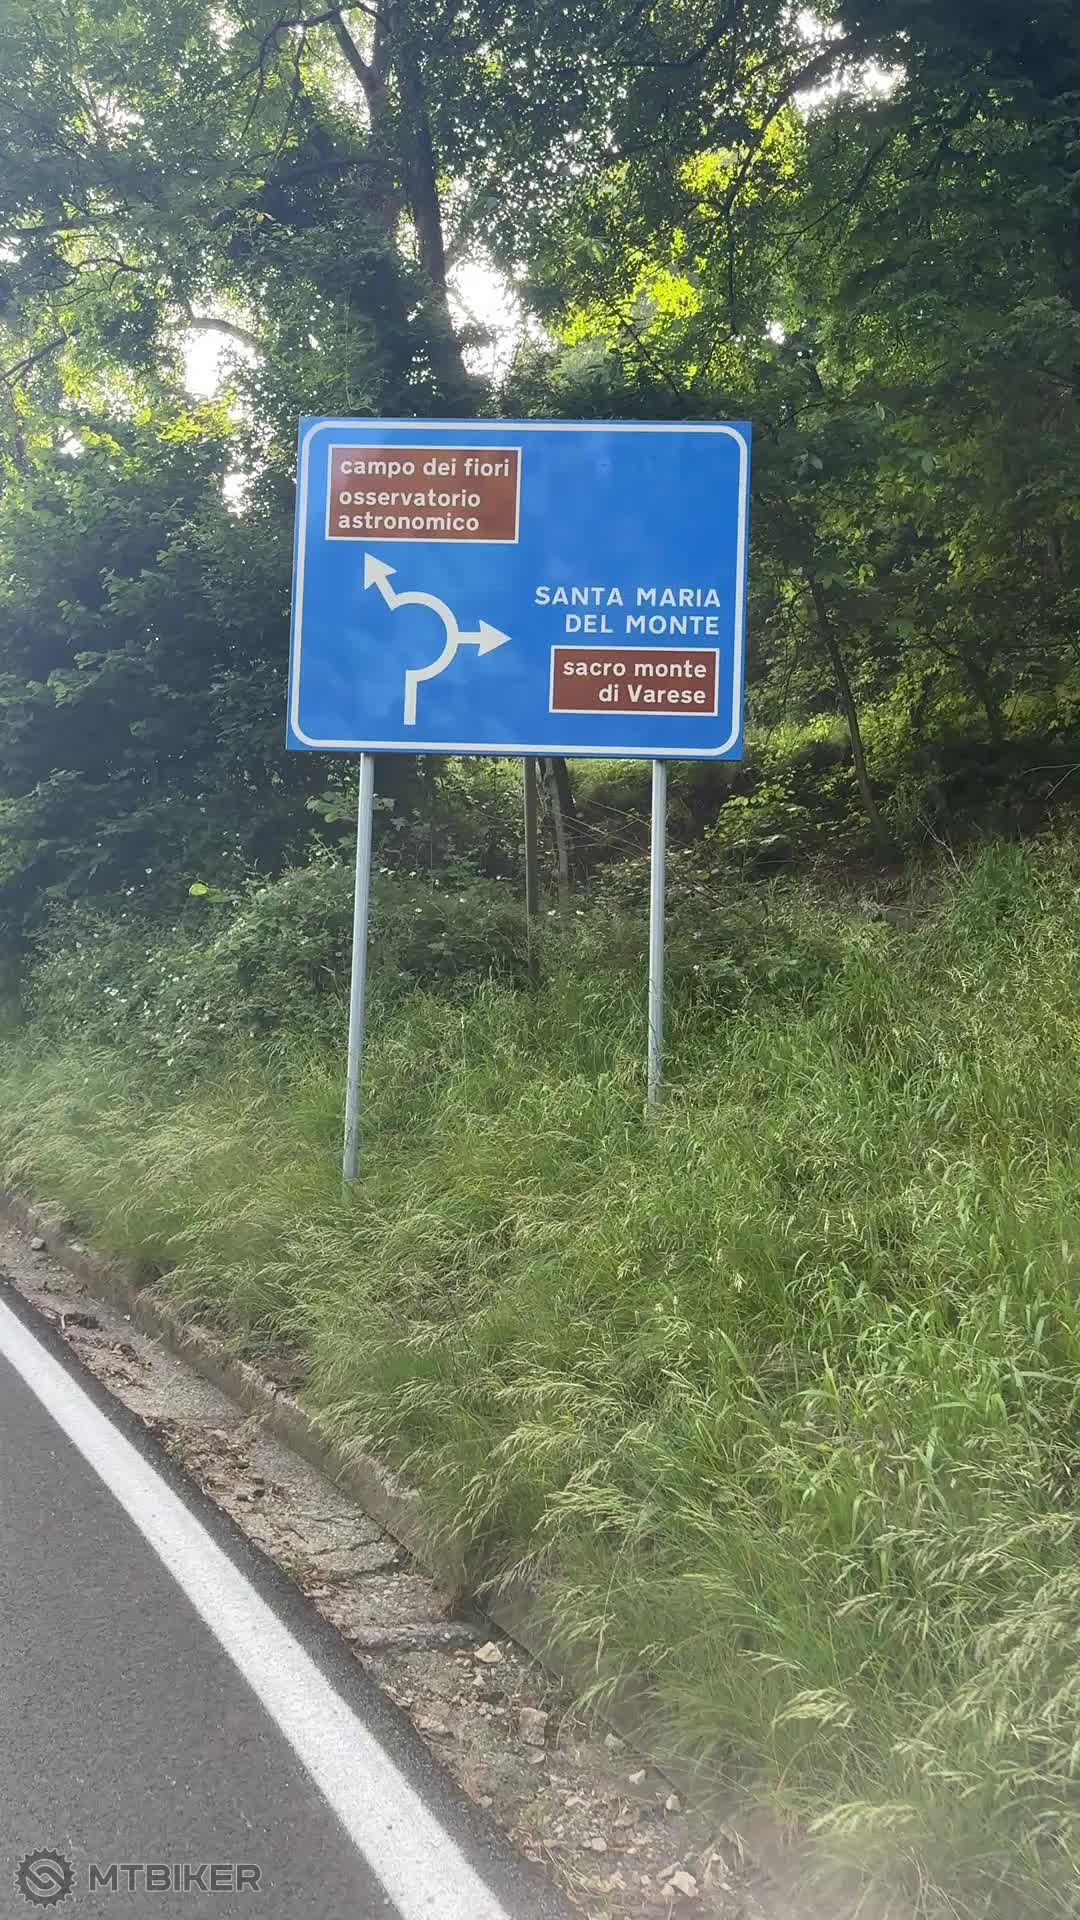 campo dei fiori
osservatorio
astronomico
SANTA MARIA
DEL MONTE
sacro monte
di Varese
MTBIKER